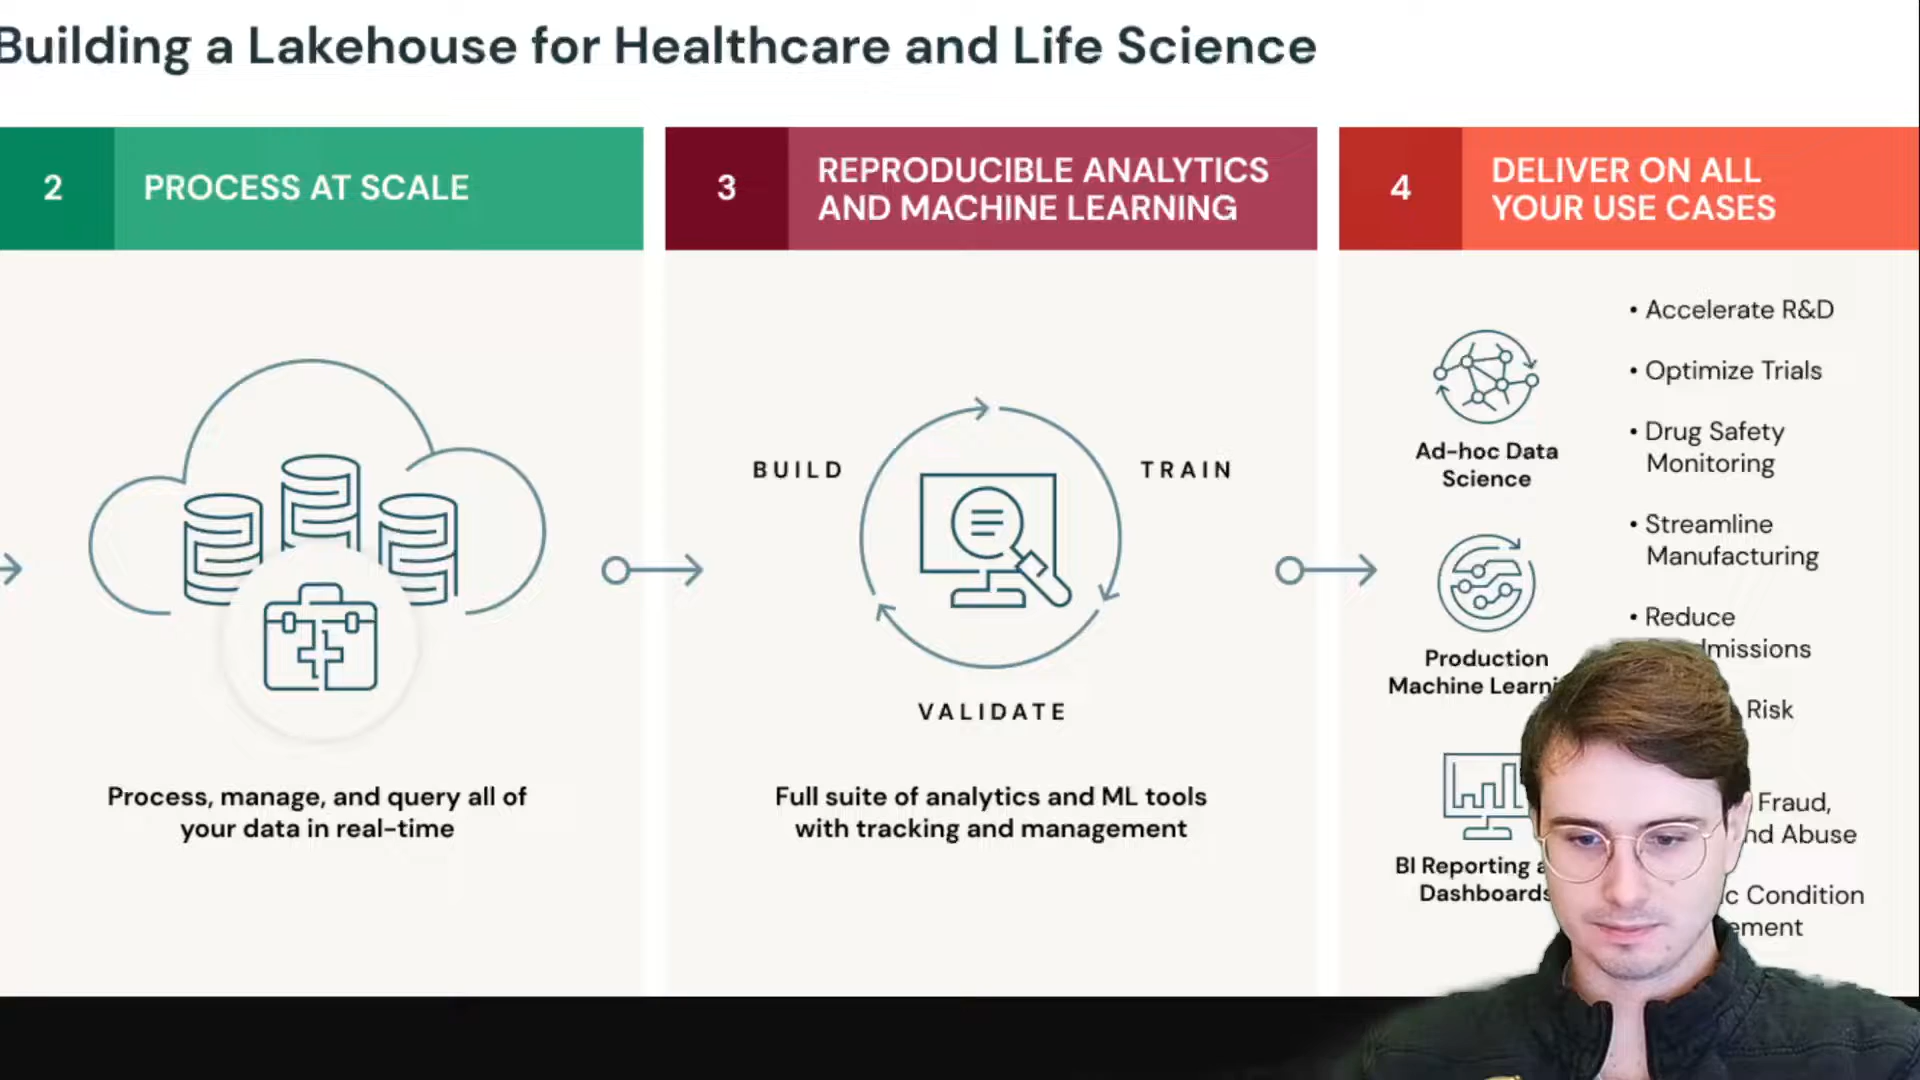 Building a Lakehouse for Healthcare and Life Science
2
PROCESS AT SCALE
Process, manage, and query all of
your data in real-time
3
REPRODUCIBLE ANALYTICS
AND MACHINE LEARNING
BUILD
TRAIN
VALIDATE
Full suite of analytics and ML tools
with tracking and management
4
DELIVER ON ALL
YOUR USE CASES
Ad-hoc Data
Science
Production
Machine
BI Reporting
Dashboards
• Accelerate R&D
• Optimize Trials
• Drug Safety
Monitoring
• Streamline
Manufacturing
• Reduce
Risk
Fraud,
Abuse
Condition